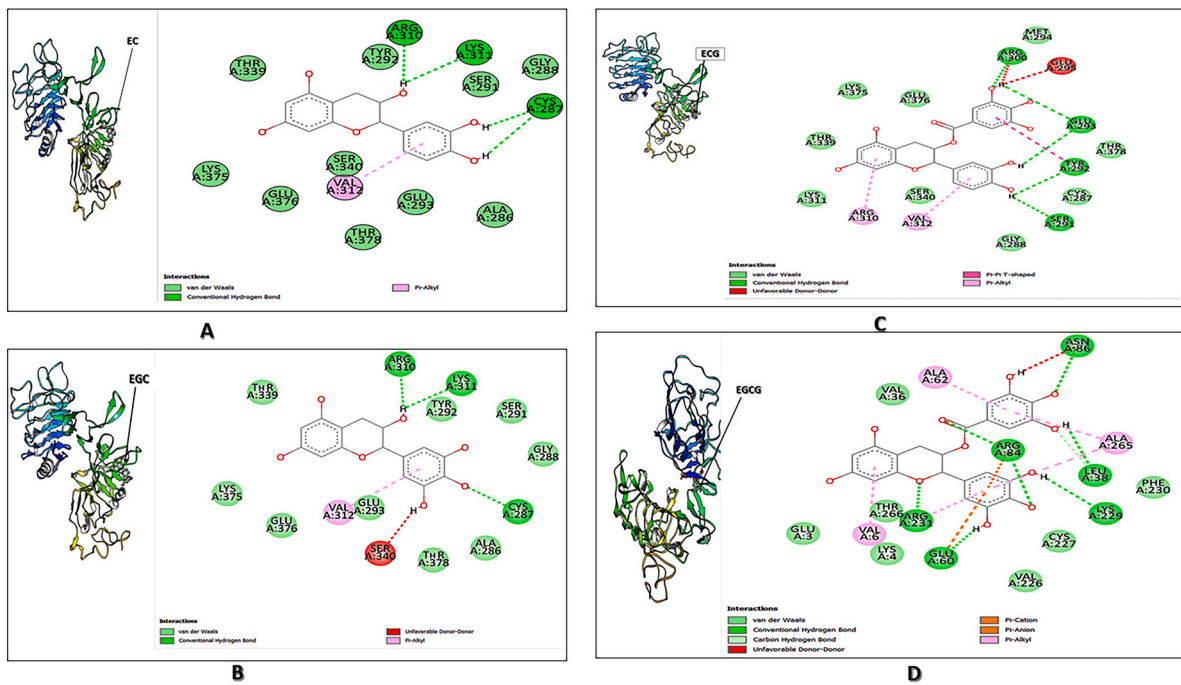 EC
ARG
A:310
LYS
A:311
TYR
A:292
GLY
A:288
THR
A:339
SER
A:291
H
CYS
A:287
H
H
SER
A:340
LYS
A:375
VAL
A:312
GLU
A:376
GLU
A:293
ALA
A:286
THR
A:378
Interactions
van der Waals
Conventional Hydrogen Bond
Pi-Alkyl
A
EGC
ARG
A:310
LYS
A:311
THR
A:339
TYR
A:292
SER
A:291
H
GLY
A:288
LYS
A:375
VAL
A:312
GLU
A:293
CYS
A:287
GLU
A:376
H
SER
A:340
THR
A:378
ALA
A:286
Interactions
van der Waals
Conventional Hydrogen Bond
Unfavorable Donor-Donor
Pi-Alkyl
B
ECG
MET
A:294
ARG
A:300
GLU
LYS
A:375
GLU
A:376
H
GLU
A:293
THR
A:339
THR
A:378
H
TYR
A:292
LYS
A:311
SER
A:340
CYS
A:287
H
ARG
A:310
VAL
A:312
SER
A:291
GLY
A:288
Interactions
van der Waals
Conventional Hydrogen Bond
Unfavorable Donor-Donor
Pi-Pi T-shaped
Pi-Alkyl
C
EGCG
ASN
A:86
ALA
A:62
H
VAL
A:36
H
ALA
A:265
ARG
A:84
LEU
A:38
PHE
A:230
H
THR
A:266
ARG
A:231
LYS
A:229
GLU
A:3
VAL
A:6
H
CYS
A:227
LYS
A:4
GLU
A:60
VAL
A:226
Interactions
van der Waals
Conventional Hydrogen Bond
Carbon Hydrogen Bond
Unfavorable Donor-Donor
Pi-Cation
Pi-Anion
Pi-Alkyl
D